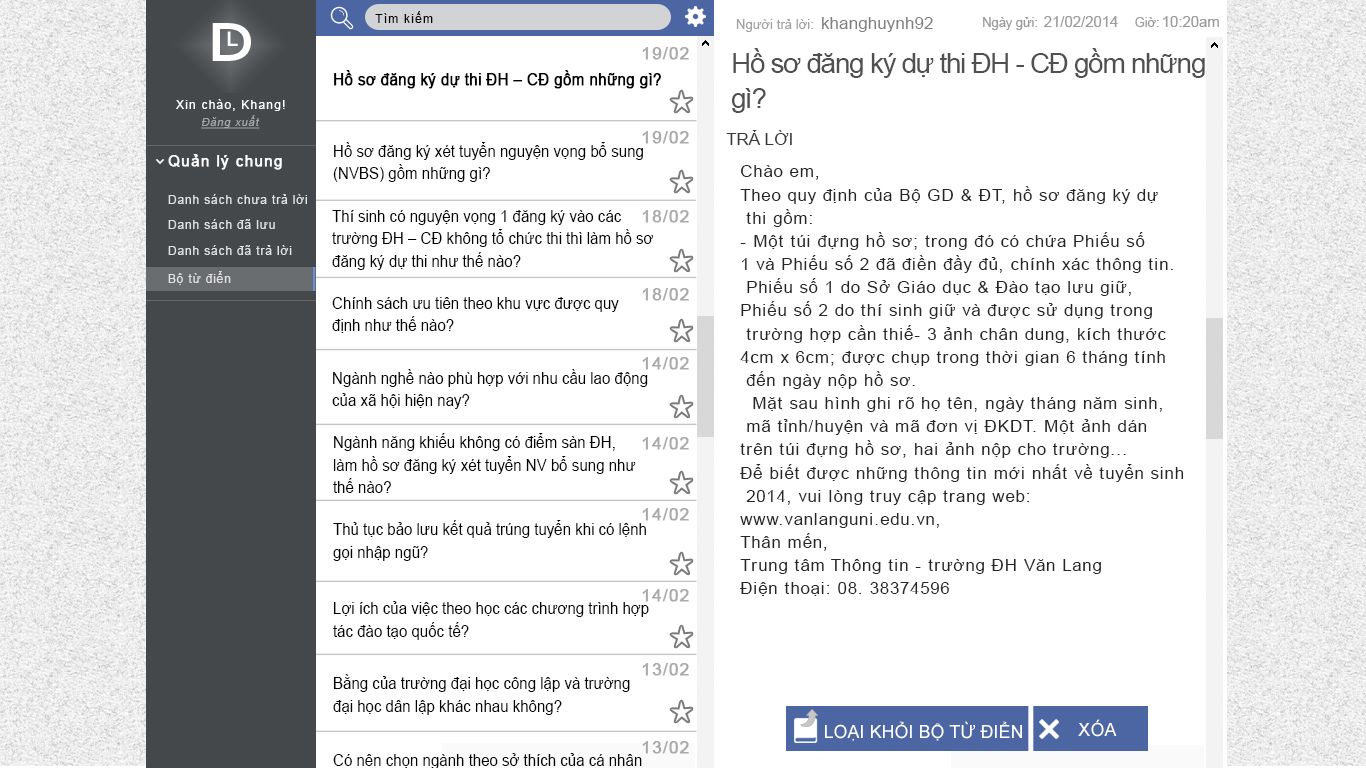 DL
Xin chào, Khang!
Đăng xuất
Quản lý chung
Danh sách chưa trả lời
Danh sách đã lưu
Danh sách đã trả lời
Bộ từ điển
Tìm kiếm
19/02
Hồ sơ đăng ký dự thi ĐH – CĐ gồm những gì?
19/02
Hồ sơ đăng ký xét tuyển nguyện vọng bổ sung
(NVBS) gồm những gì?
18/02
Thí sinh có nguyện vọng 1 đăng ký vào các
trường ĐH – CĐ không tổ chức thi thì làm hồ sơ
đăng ký dự thi như thế nào?
18/02
Chính sách ưu tiên theo khu vực được quy
định như thế nào?
14/02
Ngành nghề nào phù hợp với nhu cầu lao động
của xã hội hiện nay?
14/02
Ngành năng khiếu không có điểm sàn ĐH,
làm hồ sơ đăng ký xét tuyển NV bổ sung như
thế nào?
14/02
Thủ tục bảo lưu kết quả trúng tuyển khi có lệnh
gọi nhập ngũ?
14/02
Lợi ích của việc theo học các chương trình hợp
tác đào tạo quốc tế?
13/02
Bằng của trường đại học công lập và trường
đại học dân lập khác nhau không?
13/02
Có nên chọn ngành theo sở thích của cá nhân
Người trả lời: khanghuynh92 Ngày gửi: 21/02/2014 Giờ: 10:20am
Hồ sơ đăng ký dự thi ĐH - CĐ gồm những
gì?
TRẢ LỜI
Chào em,
Theo quy định của Bộ GD & ĐT, hồ sơ đăng ký dự
thi gồm:
- Một túi đựng hồ sơ; trong đó có chứa Phiếu số
1 và Phiếu số 2 đã điền đầy đủ, chính xác thông tin.
Phiếu số 1 do Sở Giáo dục & Đào tạo lưu giữ,
Phiếu số 2 do thí sinh giữ và được sử dụng trong
trường hợp cần thiế- 3 ảnh chân dung, kích thước
4cm x 6cm; được chụp trong thời gian 6 tháng tính
đến ngày nộp hồ sơ.
Mặt sau hình ghi rõ họ tên, ngày tháng năm sinh,
mã tỉnh/huyện và mã đơn vị ĐKDT. Một ảnh dán
trên túi đựng hồ sơ, hai ảnh nộp cho trường...
Để biết được những thông tin mới nhất về tuyển sinh
2014, vui lòng truy cập trang web:
www.vanlanguni.edu.vn,
Thân mến,
Trung tâm Thông tin - trường ĐH Văn Lang
Điện thoại: 08. 38374596
LOẠI KHỎI BỘ TỪ ĐIỂN
XÓA